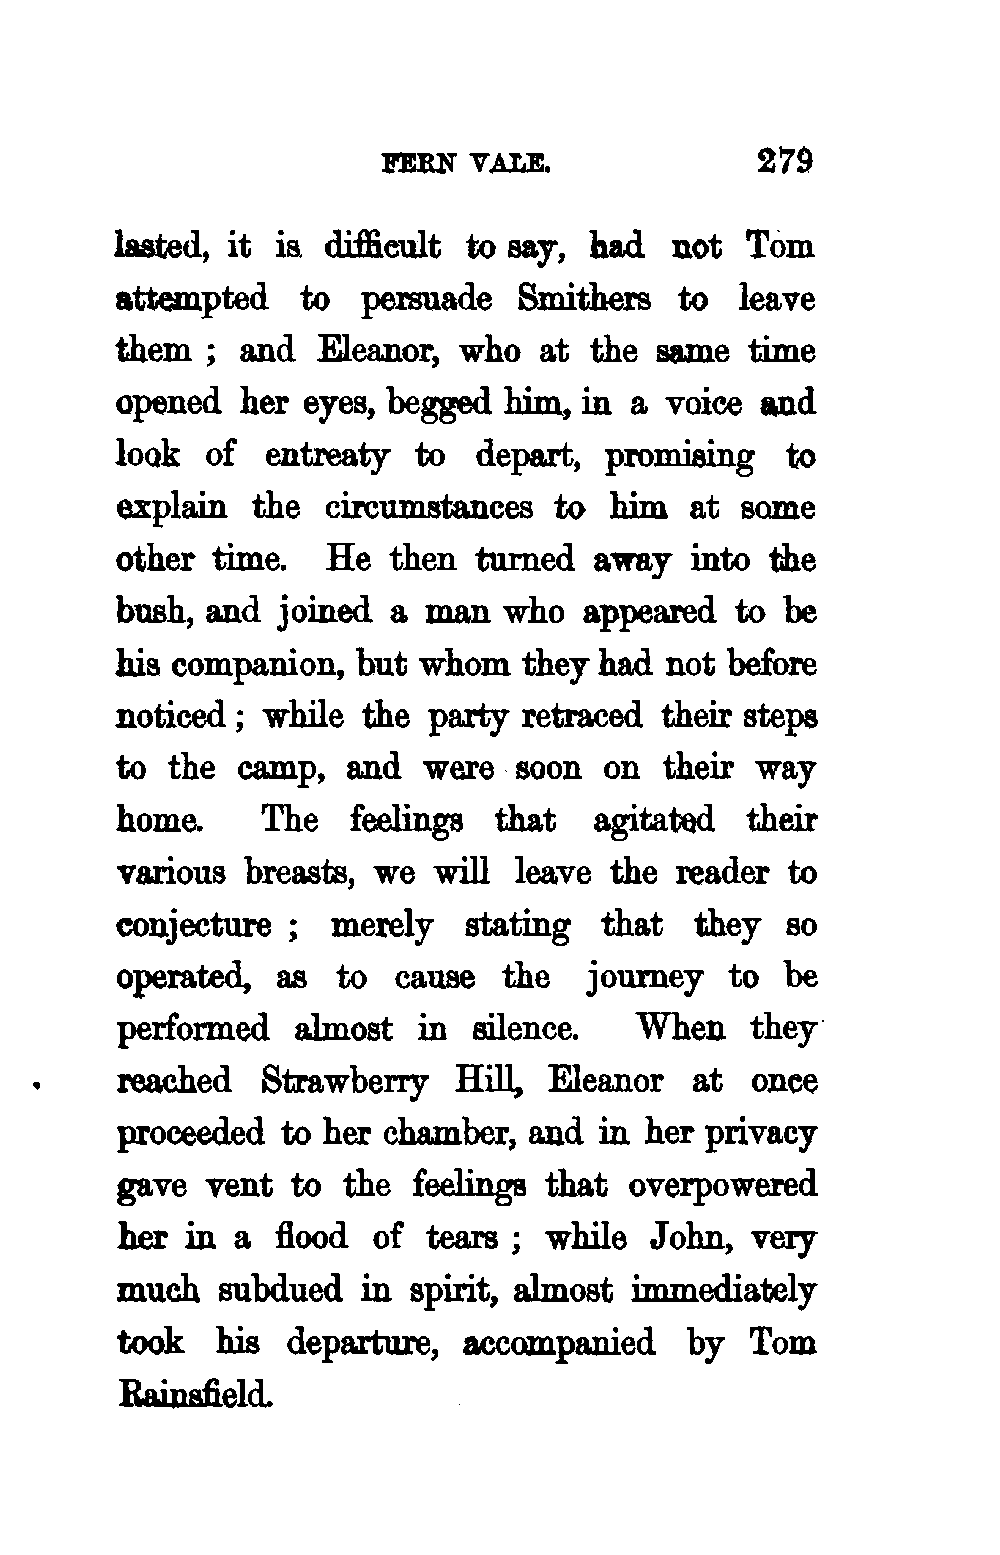 FERN VALE. 279
lasted, it is difficult to say, had not Tom
attempted to persuade Smithers to leave
them ; and Eleanor, who at the same time
opened her eyes, begged him, in a voice and
look of entreaty to depart, promising to
explain the circumstances to him at some
other time. He then turned away into the
bush, and joined a man who appeared to be
his companion, but whom they had not before
noticed ; while the party retraced their steps
to the camp, and were soon on their way
home. The feelings that agitated their
various breasts, we will leave the reader to
conjecture ; merely stating that they so
operated, as to cause the journey to be
performed almost in silence. When they
reached Strawberry Hill, Eleanor at once
proceeded to her chamber, and in her privacy
gave vent to the feelings that overpowered
her in a flood of tears ; while John, very
much subdued in spirit, almost immediately
took his departure, accompanied by Tom
Rainsfield.